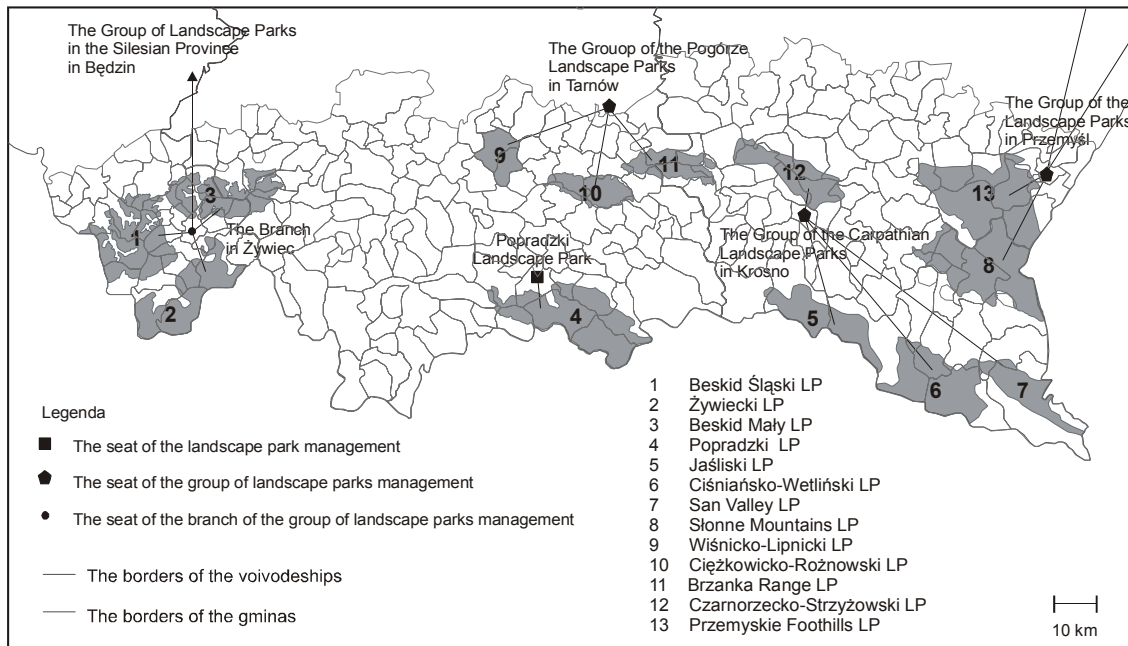 The Group of Landscape Parks
in the Silesian Province
in Będzin
The Gruop of the Pogórze
Landscape Parks
in Tarnów
The Group of the
Landscape Parks
in Przemyśl
9
11
12
13
10
3
1
The Branch
in Żywiec
Popradzki
Landscape Park
The Group of the Carpathian
Landscape Parks
in Krosno
8
2
4
5
6
7
Legenda
The seat of the landscape park management
The seat of the group of landscape parks management
The seat of the branch of the group of landscape parks management
The borders of the voivodeships
The borders of the gminas
1 Beskid Śląski LP
2 Żywiecki LP
3 Beskid Mały LP
4 Popradzki LP
5 Jaśliski LP
6 Ciśniańsko-Wetliński LP
7 San Valley LP
8 Słonne Mountains LP
9 Wiśnicko-Lipnicki LP
10 Ciężkowicko-Rożnowski LP
11 Brzanka Range LP
12 Czarnorzecko-Strzyżowski LP
13 Przemyskie Foothills LP
10 km